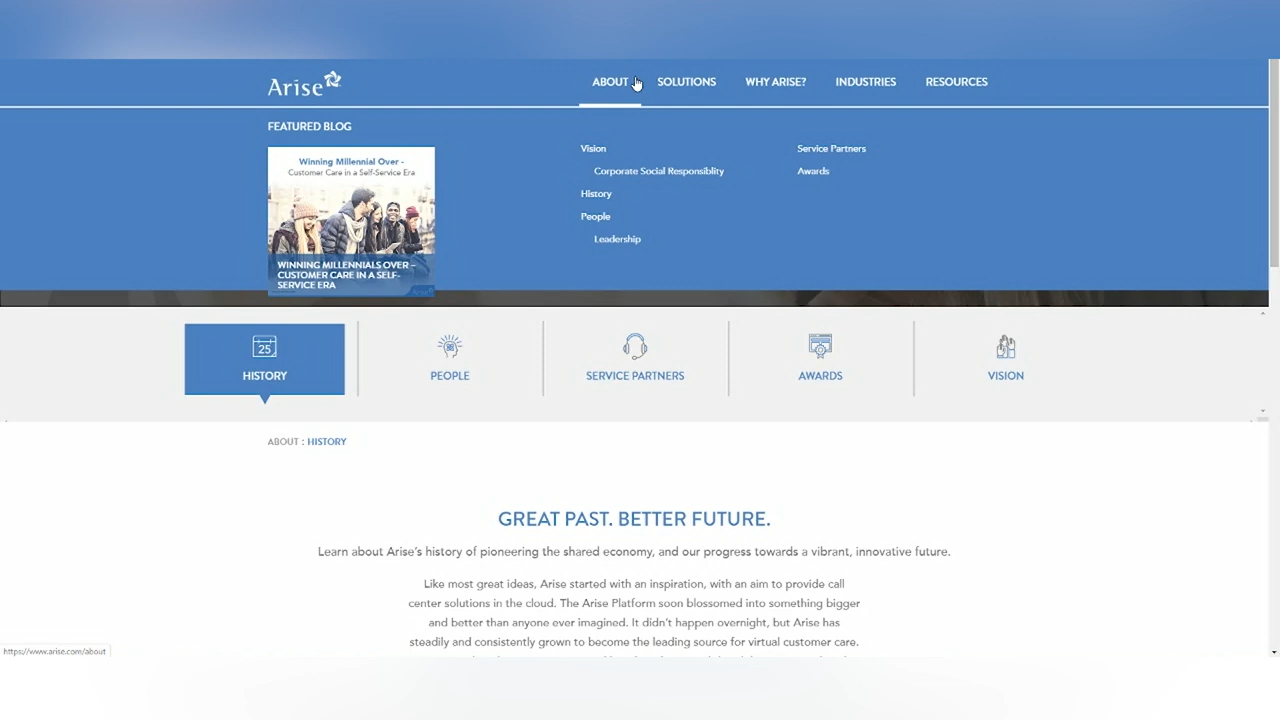 Arise
ABOUT
SOLUTIONS
WHY ARISE?
INDUSTRIES
RESOURCES
FEATURED BLOG
Winning Millennial Over -
Customer Care in a Self-Service Era
WINNING MILLENNIALS OVER –
CUSTOMER CARE IN A SELF-
SERVICE ERA
Vision
Corporate Social Responsiblity
History
People
Leadership
Service Partners
Awards
25
HISTORY
PEOPLE
SERVICE PARTNERS
AWARDS
VISION
ABOUT : HISTORY
GREAT PAST. BETTER FUTURE.
Learn about Arise's history of pioneering the shared economy, and our progress towards a vibrant, innovative future.
Like most great ideas, Arise started with an inspiration, with an aim to provide call
center solutions in the cloud. The Arise Platform soon blossomed into something bigger
and better than anyone ever imagined. It didn't happen overnight, but Arise has
steadily and consistently grown to become the leading source for virtual customer care.
https://www.arise.com/about